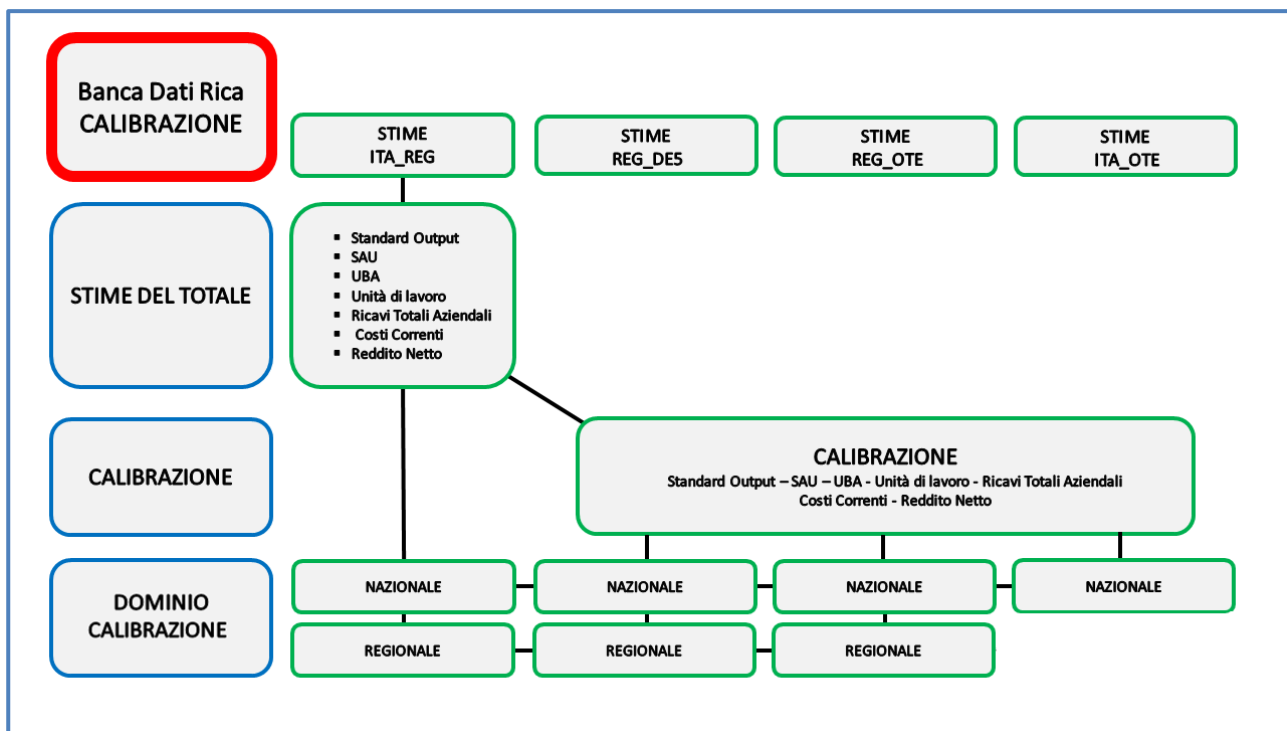 Banca Dati Rica
CALIBRAZIONE
STIME
ITA_REG
STIME
REG_DE5
STIME
REG_OTE
STIME
ITA_OTE
STIME DEL TOTALE
▪ Standard Output
▪ SAU
▪ UBA
▪ Unità di lavoro
▪ Ricavi Totali Aziendali
▪ Costi Correnti
▪ Reddito Netto
CALIBRAZIONE
CALIBRAZIONE
Standard Output – SAU – UBA - Unità di lavoro - Ricavi Totali Aziendali
Costi Correnti - Reddito Netto
DOMINIO
CALIBRAZIONE
NAZIONALE
NAZIONALE
NAZIONALE
NAZIONALE
REGIONALE
REGIONALE
REGIONALE